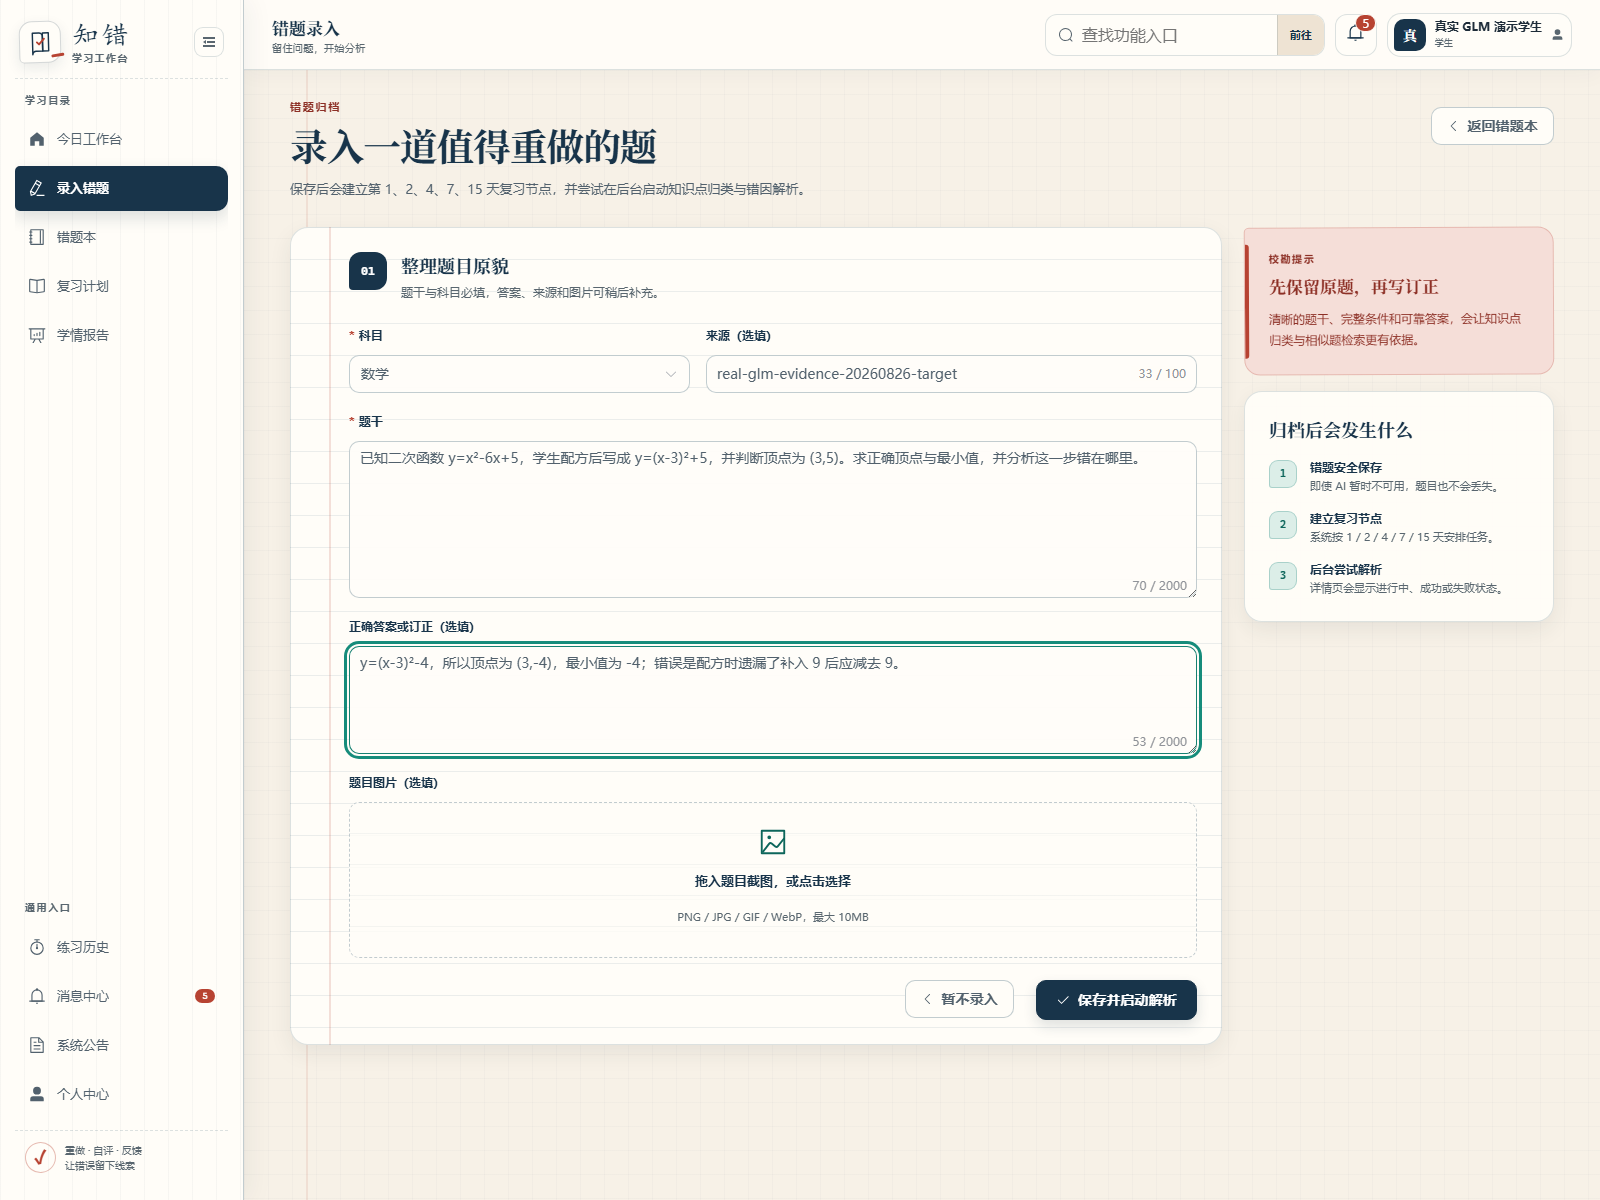 知错
学习工作台
学习目录
今日工作台
录入错题
错题本
复习计划
学情报告
通用入口
练习历史
消息中心
5
系统公告
个人中心
重做 · 自评 · 反馈
让错误留下线索
错题录入
留住问题，开始分析
查找功能入口
前往
5
真
真实 GLM 演示学生
学生
错题归档
录入一道值得重做的题
保存后会建立第 1、2、4、7、15 天复习节点，并尝试在后台启动知识点归类与错因解析。
返回错题本
01
整理题目原貌
题干与科目必填，答案、来源和图片可稍后补充。
* 科目
数学
来源（选填）
real-glm-evidence-20260826-target
33 / 100
* 题干
已知二次函数 y=x²-6x+5，学生配方后写成 y=(x-3)²+5，并判断顶点为 (3,5)。求正确顶点与最小值，并分析这一步错在哪里。
70 / 2000
正确答案或订正（选填）
y=(x-3)²-4，所以顶点为 (3,-4)，最小值为 -4；错误是配方时遗漏了补入 9 后应减去 9。
53 / 2000
题目图片（选填）
拖入题目截图，或点击选择
PNG / JPG / GIF / WebP，最大 10MB
暂不录入
保存并启动解析
校勘提示
先保留原题，再写订正
清晰的题干、完整条件和可靠答案，会让知识点
归类与相似题检索更有依据。
归档后会发生什么
1
错题安全保存
即使 AI 暂时不可用，题目也不会丢失。
2
建立复习节点
系统按 1 / 2 / 4 / 7 / 15 天安排任务。
3
后台尝试解析
详情页会显示进行中、成功或失败状态。